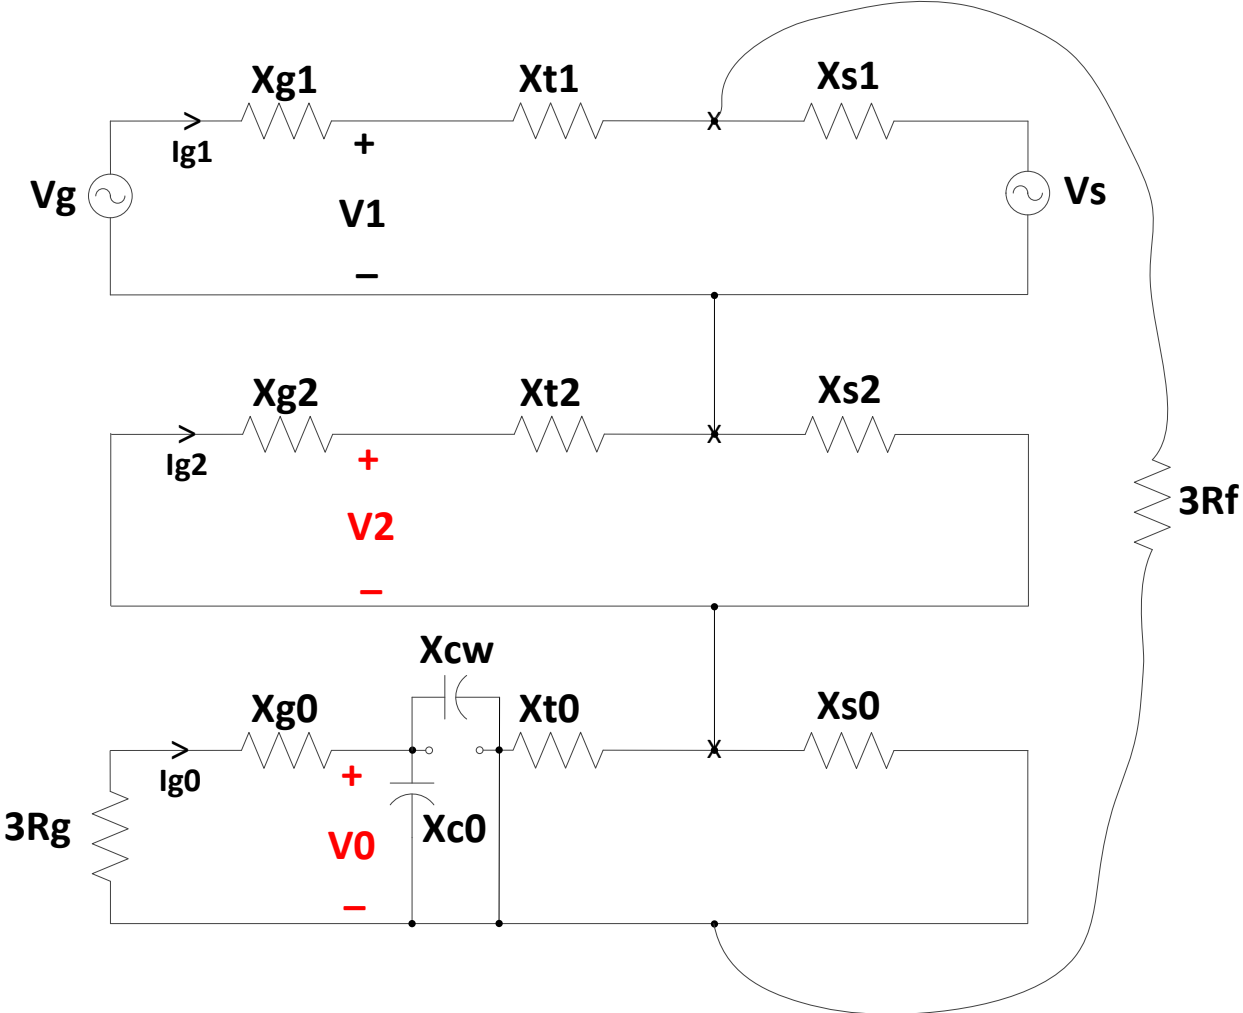 Xg1 Xt1 Xs1
Ig1
+
Vg V1 Vs
–
Xg2 Xt2 Xs2
Ig2
+
3Rf
V2
–
Xcw
Xg0 Xt0 Xs0
Ig0
+
3Rg V0 Xc0
–
X
X
X